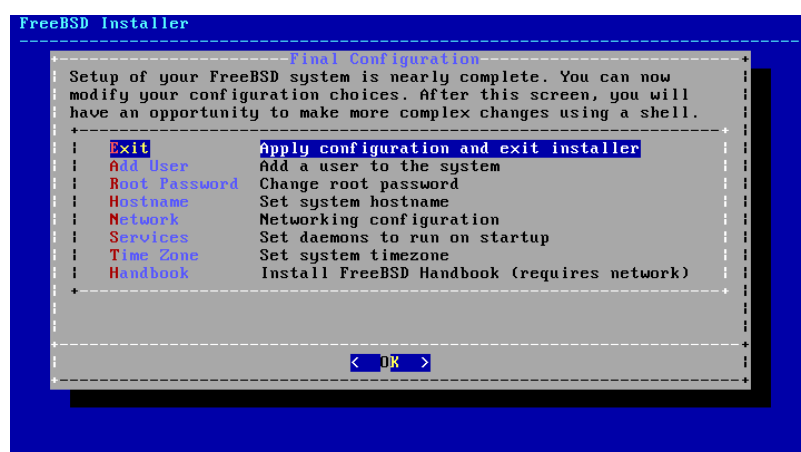 FreeBSD Installer
Final Configuration
Setup of your FreeBSD system is nearly complete. You can now
modify your configuration choices. After this screen, you will
have an opportunity to make more complex changes using a shell.
Exit Apply configuration and exit installer
Add User Add a user to the system
Root Password Change root password
Hostname Set system hostname
Network Networking configuration
Services Set daemons to run on startup
Time Zone Set system timezone
Handbook Install FreeBSD Handbook (requires network)
< OK >